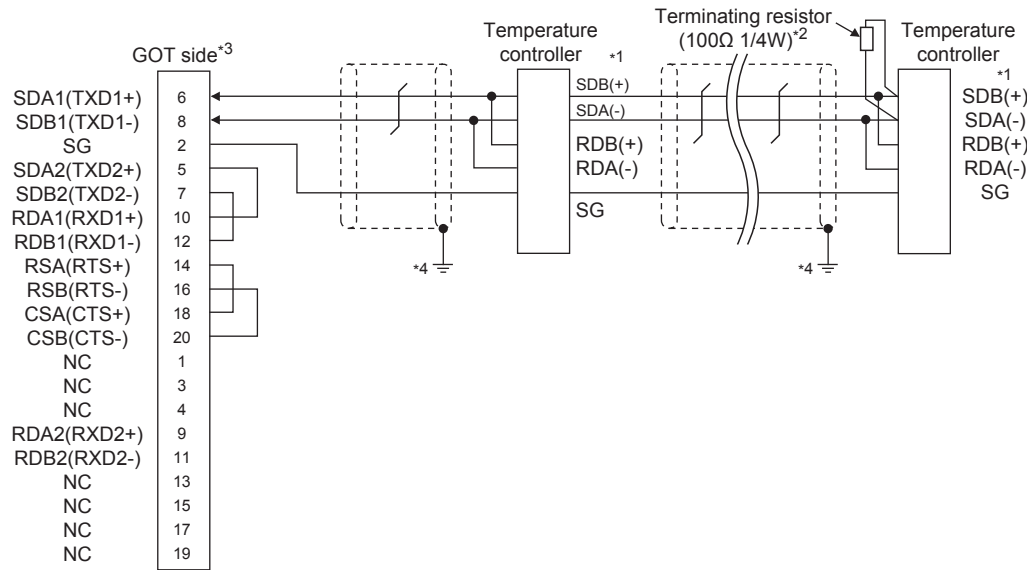 GOT side*3
SDA1(TXD1+) 6
SDB1(TXD1-) 8
SG 2
SDA2(TXD2+) 5
SDB2(TXD2-) 7
RDA1(RXD1+) 10
RDB1(RXD1-) 12
RSA(RTS+) 14
RSB(RTS-) 16
CSA(CTS+) 18
CSB(CTS-) 20
NC 1
NC 3
NC 4
RDA2(RXD2+) 9
RDB2(RXD2-) 11
NC 13
NC 15
NC 17
NC 19
*4
Temperature
controller
*1
SDB(+)
SDA(-)
RDB(+)
RDA(-)
SG
Terminating resistor
(100Ω 1/4W)*2
*4
Temperature
controller
*1
SDB(+)
SDA(-)
RDB(+)
RDA(-)
SG